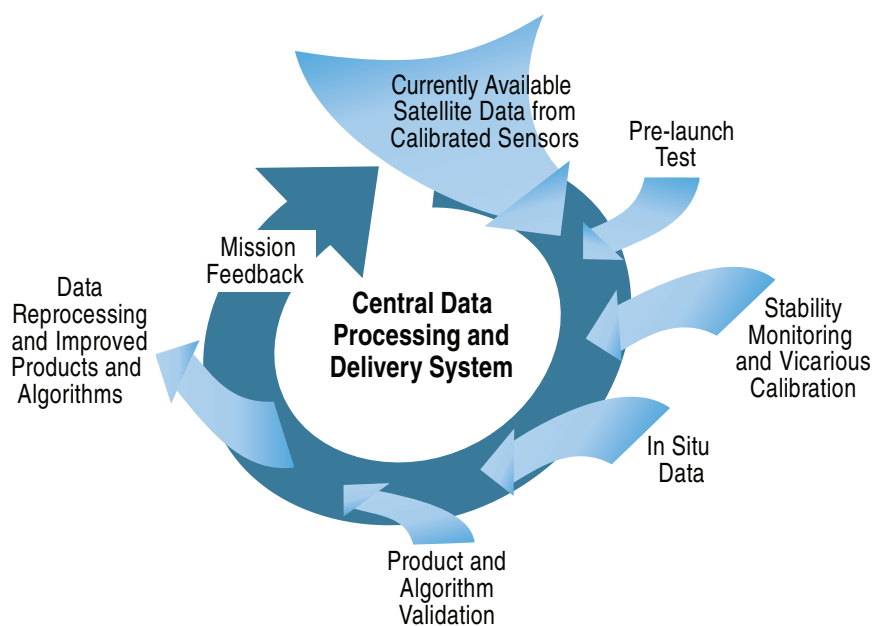 Currently Available
Satellite Data from
Calibrated Sensors
Pre-launch
Test
Stability
Monitoring
and Vicarious
Calibration
In Situ
Data
Product and
Algorithm
Validation
Data
Reprocessing
and Improved
Products and
Algorithms
Mission
Feedback
Central Data
Processing and
Delivery System